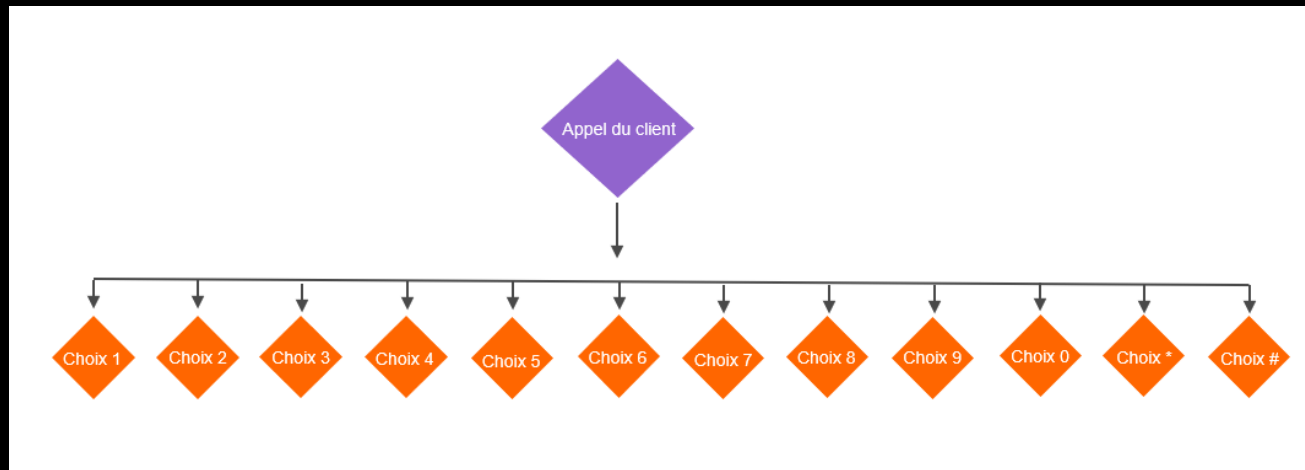 Appel du client
Choix 1
Choix 2
Choix 3
Choix 4
Choix 5
Choix 6
Choix 7
Choix 8
Choix 9
Choix 0
Choix *
Choix #